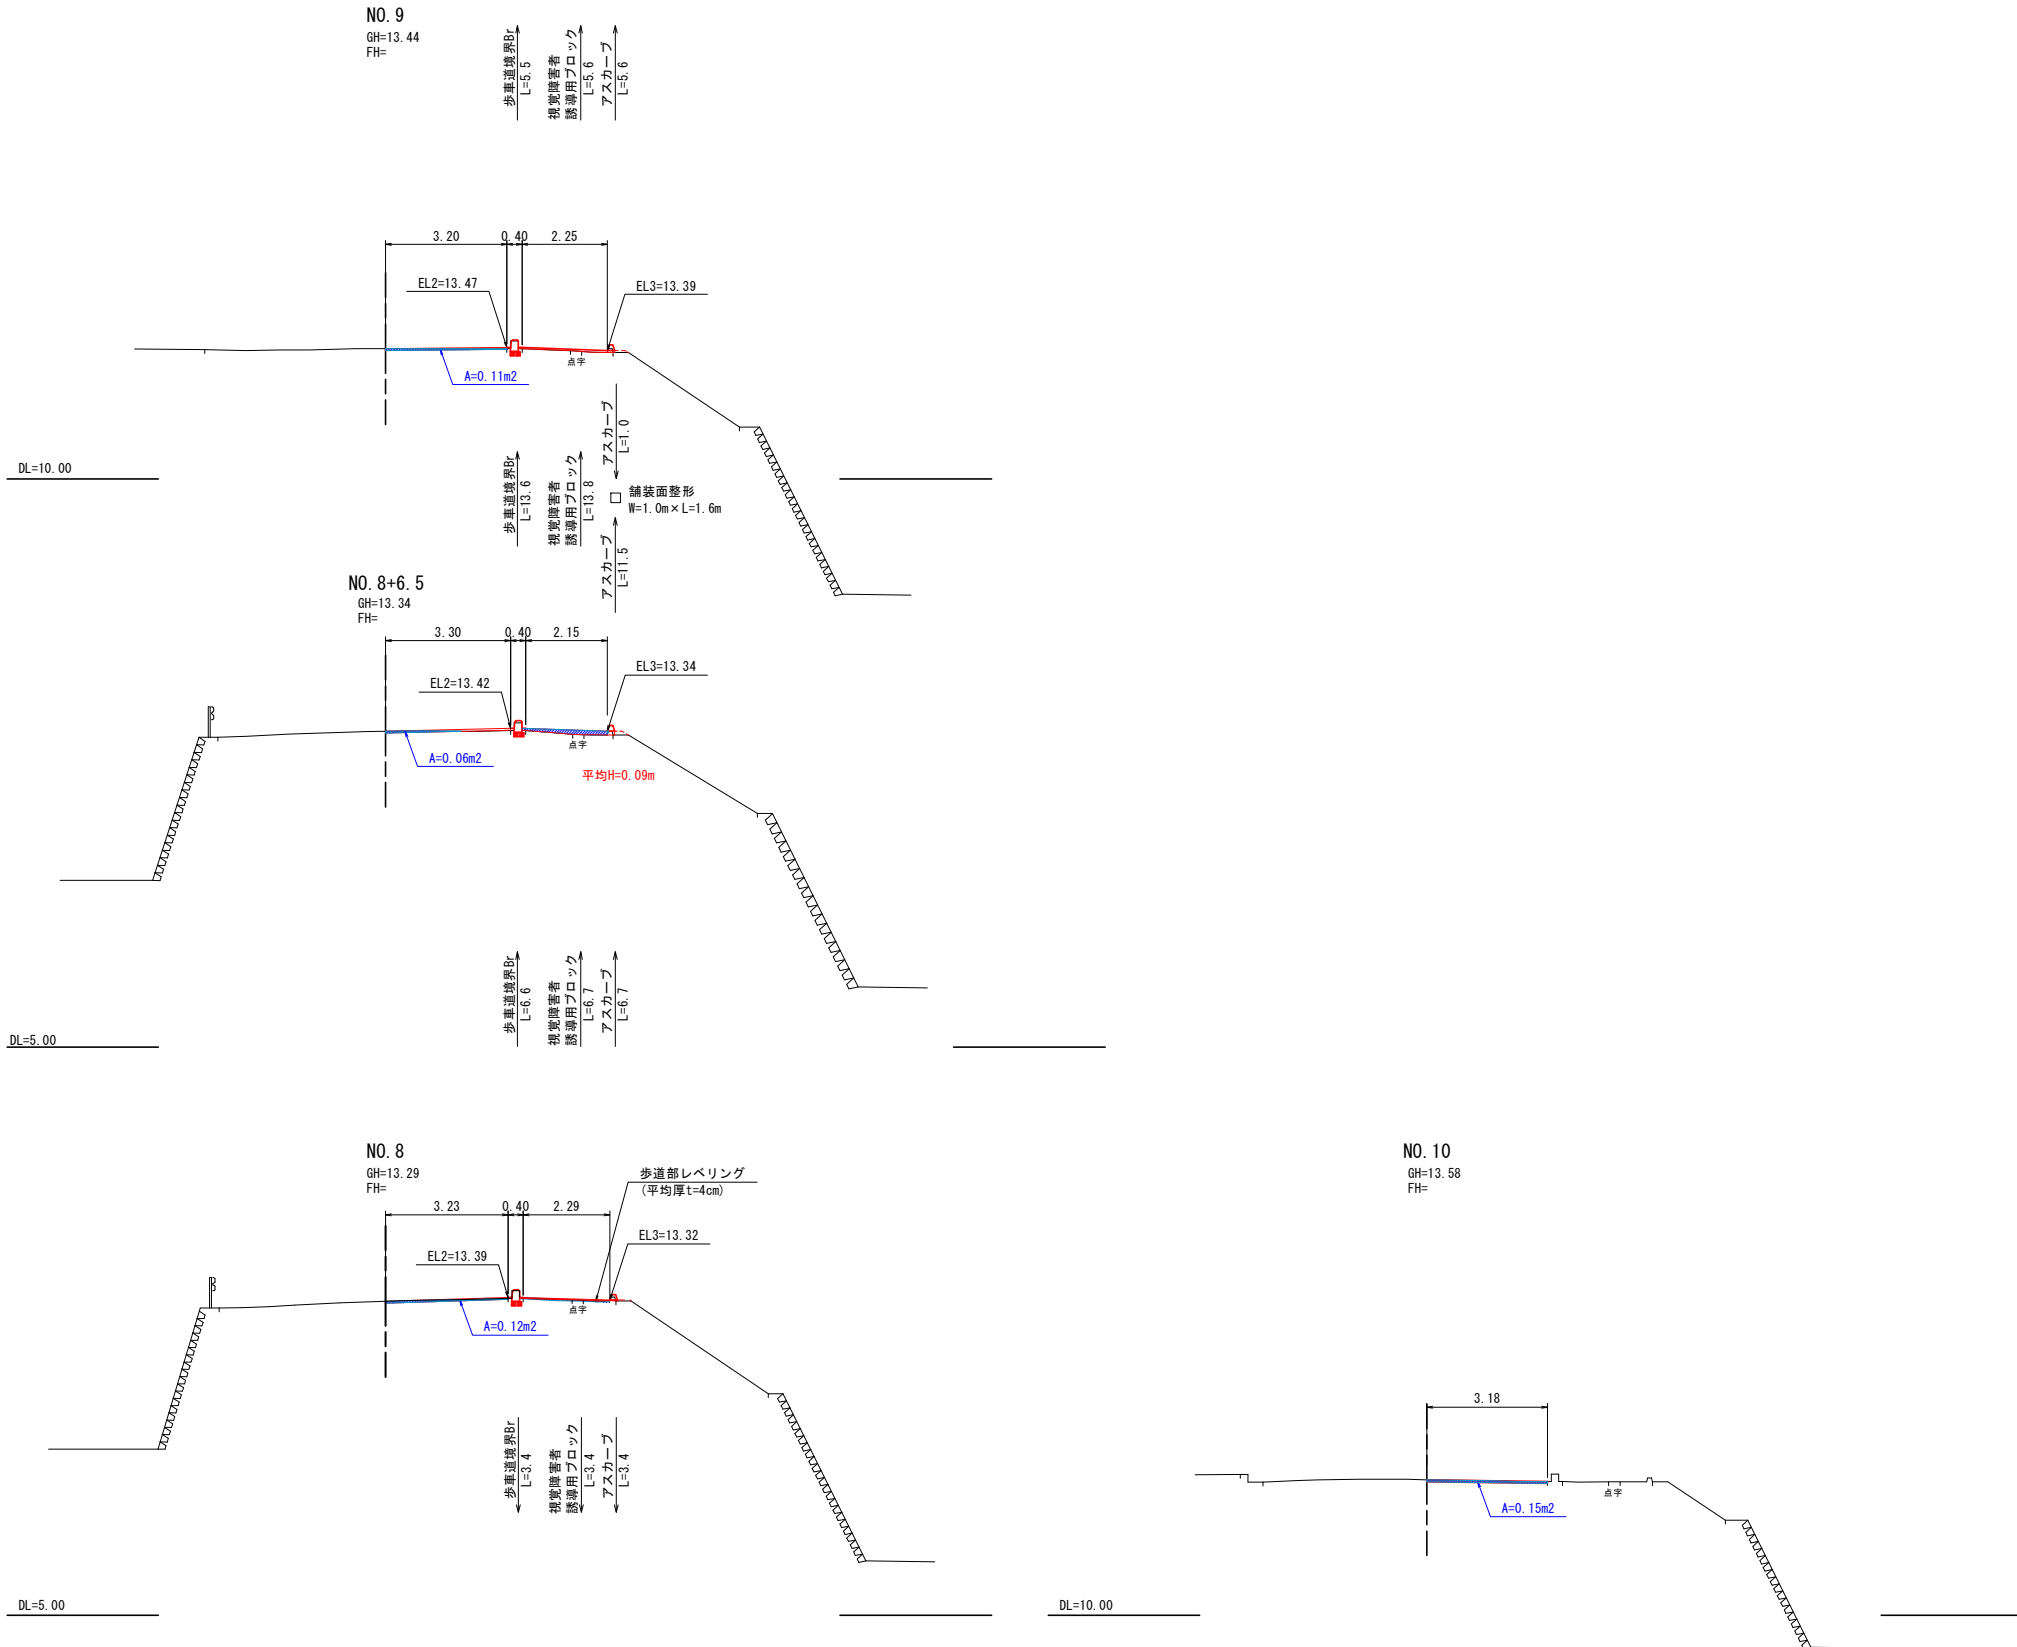 NO.9
GH=13.44
FH=
歩車道境界Br
L=5.5
視覚障害者
誘導用ブロック
L=5.6
アスカーブ
L=5.6
3.20
0.40
2.25
EL2=13.47
EL3=13.39
点字
A=0.11m2
アスカーブ
L=1.0
DL=10.00
歩車道境界Br
L=13.6
視覚障害者
誘導用ブロック
L=13.8
舗装面整形
W=1.0m×L=1.6m
アスカーブ
L=11.5
NO.8+6.5
GH=13.34
FH=
3.30
0.40
2.15
EL2=13.42
EL3=13.34
点字
A=0.06m2
平均H=0.09m
歩車道境界Br
L=6.6
視覚障害者
誘導用ブロック
L=6.7
アスカーブ
L=6.7
DL=5.00
NO.8
GH=13.29
FH=
歩道部レベリング
(平均厚t=4cm)
3.23
0.40
2.29
EL2=13.39
EL3=13.32
点字
A=0.12m2
歩車道境界Br
L=3.4
視覚障害者
誘導用ブロック
L=3.4
アスカーブ
L=3.4
DL=5.00
NO.10
GH=13.58
FH=
3.18
点字
A=0.15m2
DL=10.00